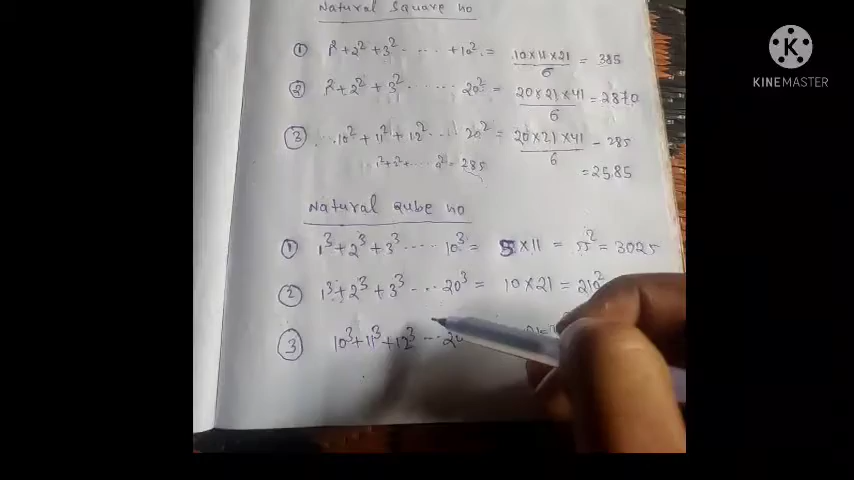 Natural Square no
① 1² + 2² + 3² ---- .... + 10² = 10×11×21 / 6 = 385
② 1² + 2² + 3² ........ 20² = 20×21×41 / 6 = 2870
③ ...10² + 11² + 12² -- 20² = 20×21×41 / 6 - 285
1²+2²+.... 9² = 285
= 2585
Natural qube no
① 1³ + 2³ + 3³ ---- 10³ = 5×11 = 55² = 3025
② 1³ + 2³ + 3³ --- 20³ = 10×21 = 210²
③ 10³ + 11³ + 12³ --- 20
K
KINEMASTER